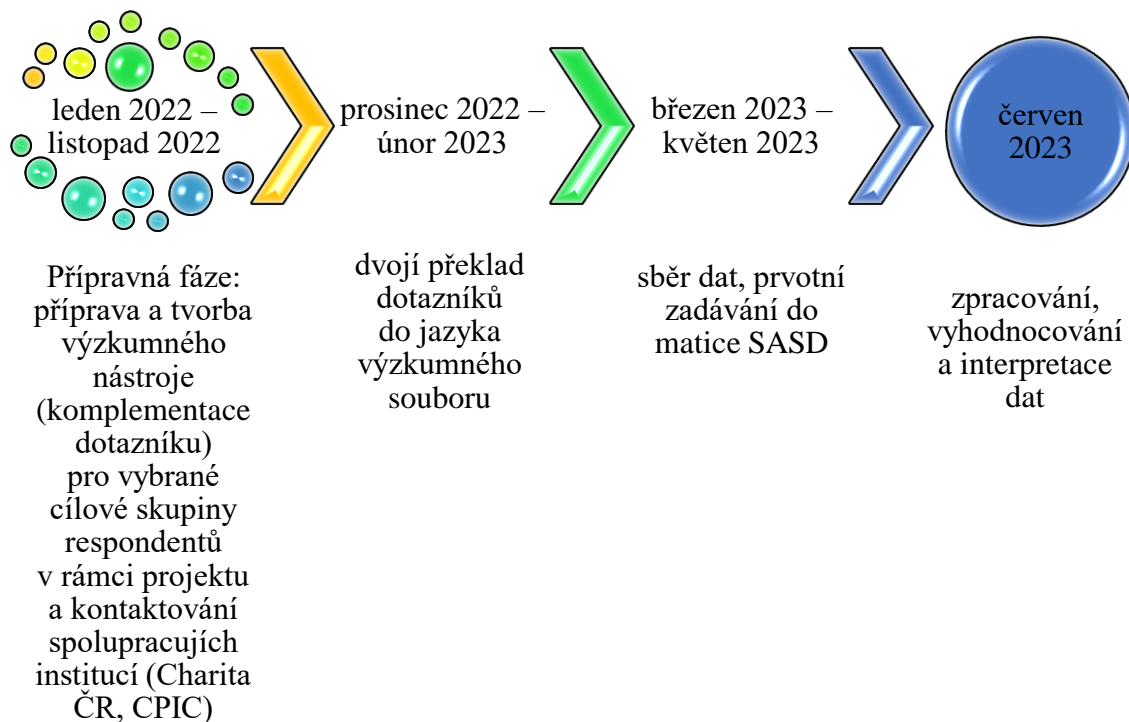 leden 2022 –
listopad 2022
prosinec 2022 –
únor 2023
březen 2023 –
květen 2023
červen
2023
Přípravná fáze:
příprava a tvorba
výzkumného
nástroje
(komplementace
dotazníku)
pro vybrané
cílové skupiny
respondentů
v rámci projektu
a kontaktování
spolupracujích
institucí (Charita
ČR, CPIC)
dvojí překlad
dotazníků
do jazyka
výzkumného
souboru
sběr dat, prvotní
zadávání do
matice SASD
zpracování,
vyhodnocování
a interpretace
dat